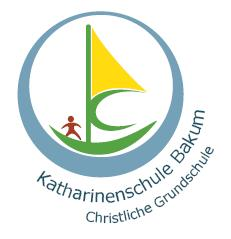 Katharinenschule Bakum
Christliche Grundschule